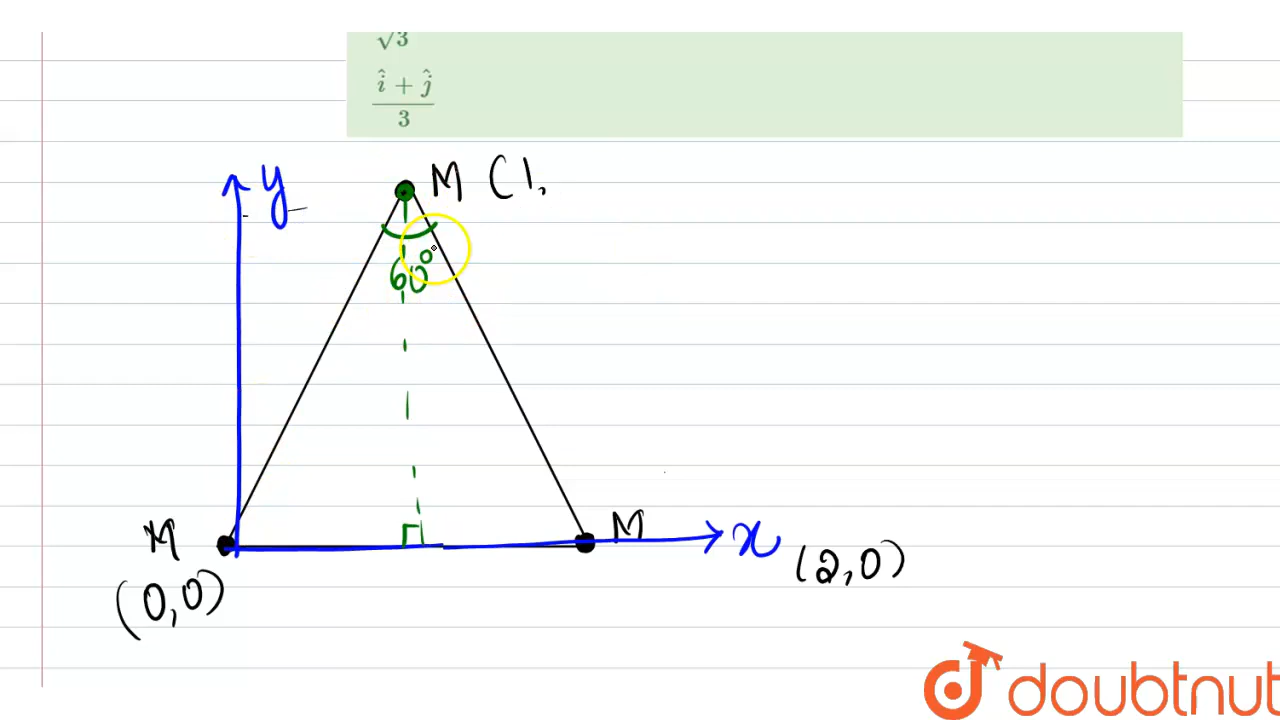 √3
î + ĵ
3
y
M (1,
60°
M
M
x
(2,0)
(0,0)
doubtnut